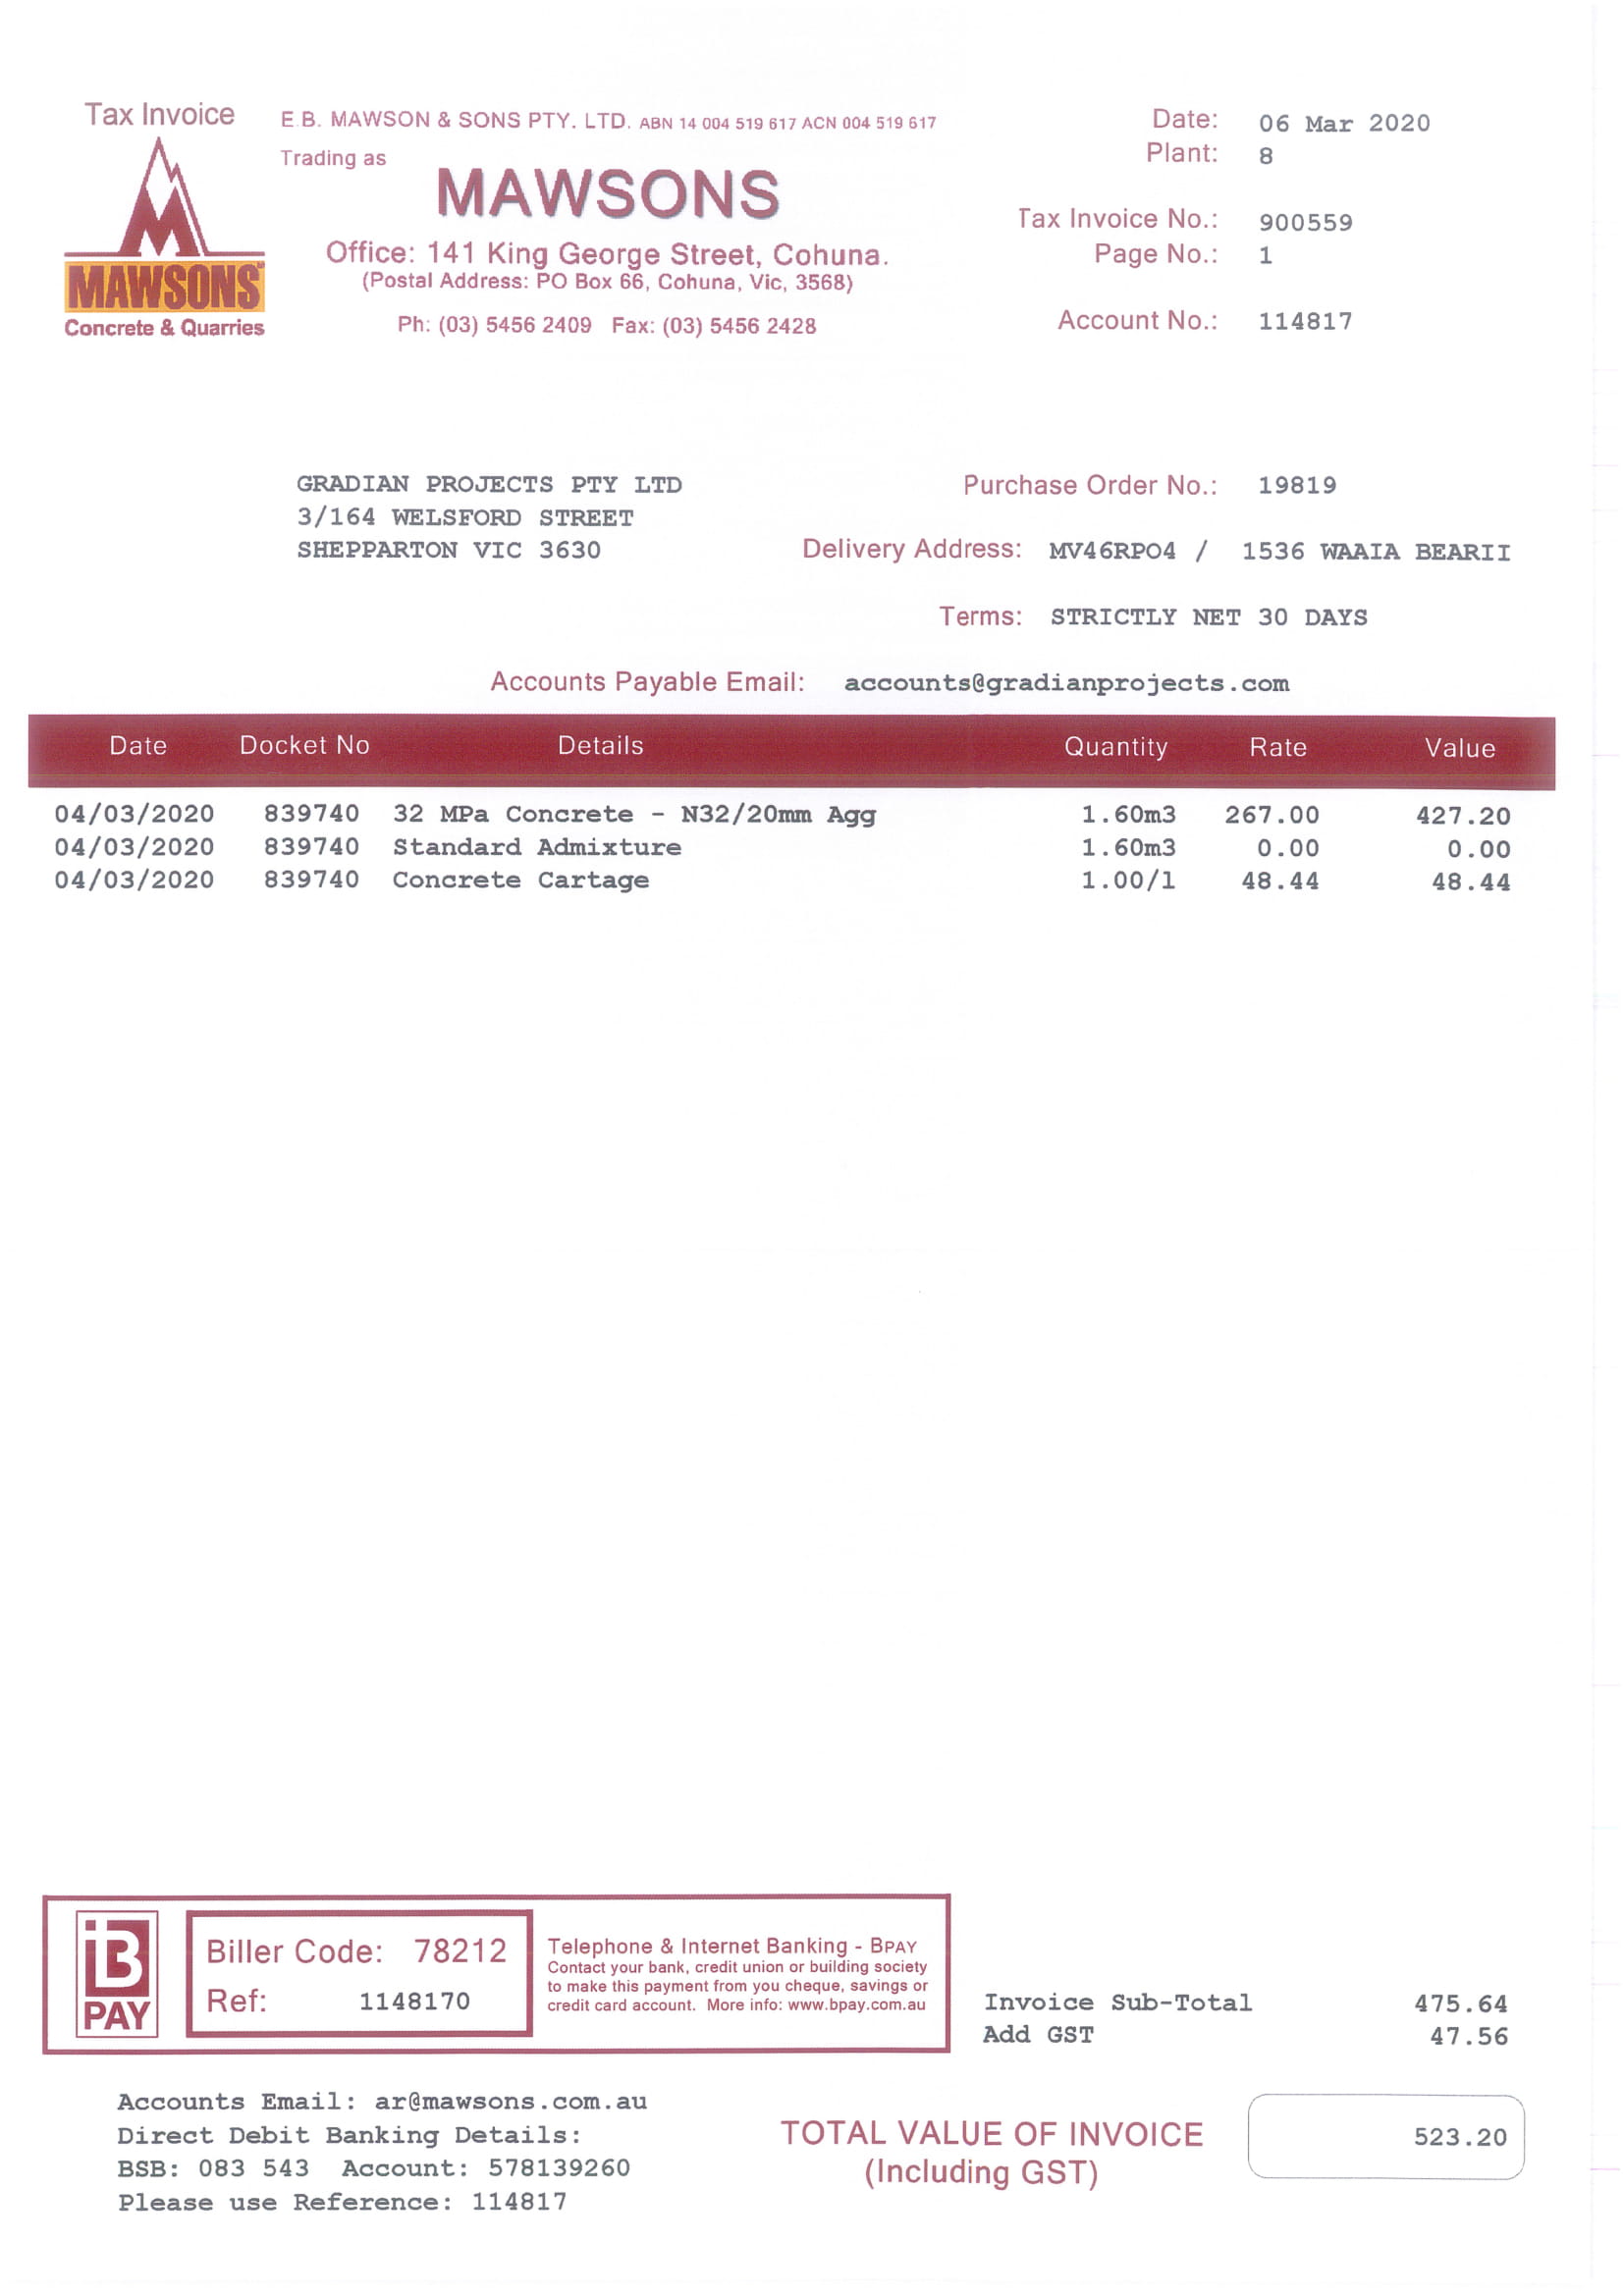 Tax Invoice
E.B. MAWSON & SONS PTY. LTD. ABN 14 004 519 617 ACN 004 519 617
Trading as
MAWSONS
Office: 141 King George Street, Cohuna.
(Postal Address: PO Box 66, Cohuna, Vic, 3568)
Ph: (03) 5456 2409 Fax: (03) 5456 2428
MAWSONS
Concrete & Quarries
Date: 06 Mar 2020
Plant: 8
Tax Invoice No.: 900559
Page No.: 1
Account No.: 114817
GRADIAN PROJECTS PTY LTD
3/164 WELSFORD STREET
SHEPPARTON VIC 3630
Purchase Order No.: 19819
Delivery Address: MV46RPO4 / 1536 WAAIA BEARII
Terms: STRICTLY NET 30 DAYS
Accounts Payable Email: accounts@gradianprojects.com
Date Docket No Details Quantity Rate Value
04/03/2020 839740 32 MPa Concrete - N32/20mm Agg 1.60m3 267.00 427.20
04/03/2020 839740 Standard Admixture 1.60m3 0.00 0.00
04/03/2020 839740 Concrete Cartage 1.00/l 48.44 48.44
B
PAY
Biller Code: 78212
Ref: 1148170
Telephone & Internet Banking - BPAY
Contact your bank, credit union or building society
to make this payment from you cheque, savings or
credit card account. More info: www.bpay.com.au
Invoice Sub-Total 475.64
Add GST 47.56
Accounts Email: ar@mawsons.com.au
Direct Debit Banking Details:
BSB: 083 543 Account: 578139260
Please use Reference: 114817
TOTAL VALUE OF INVOICE 523.20
(Including GST)